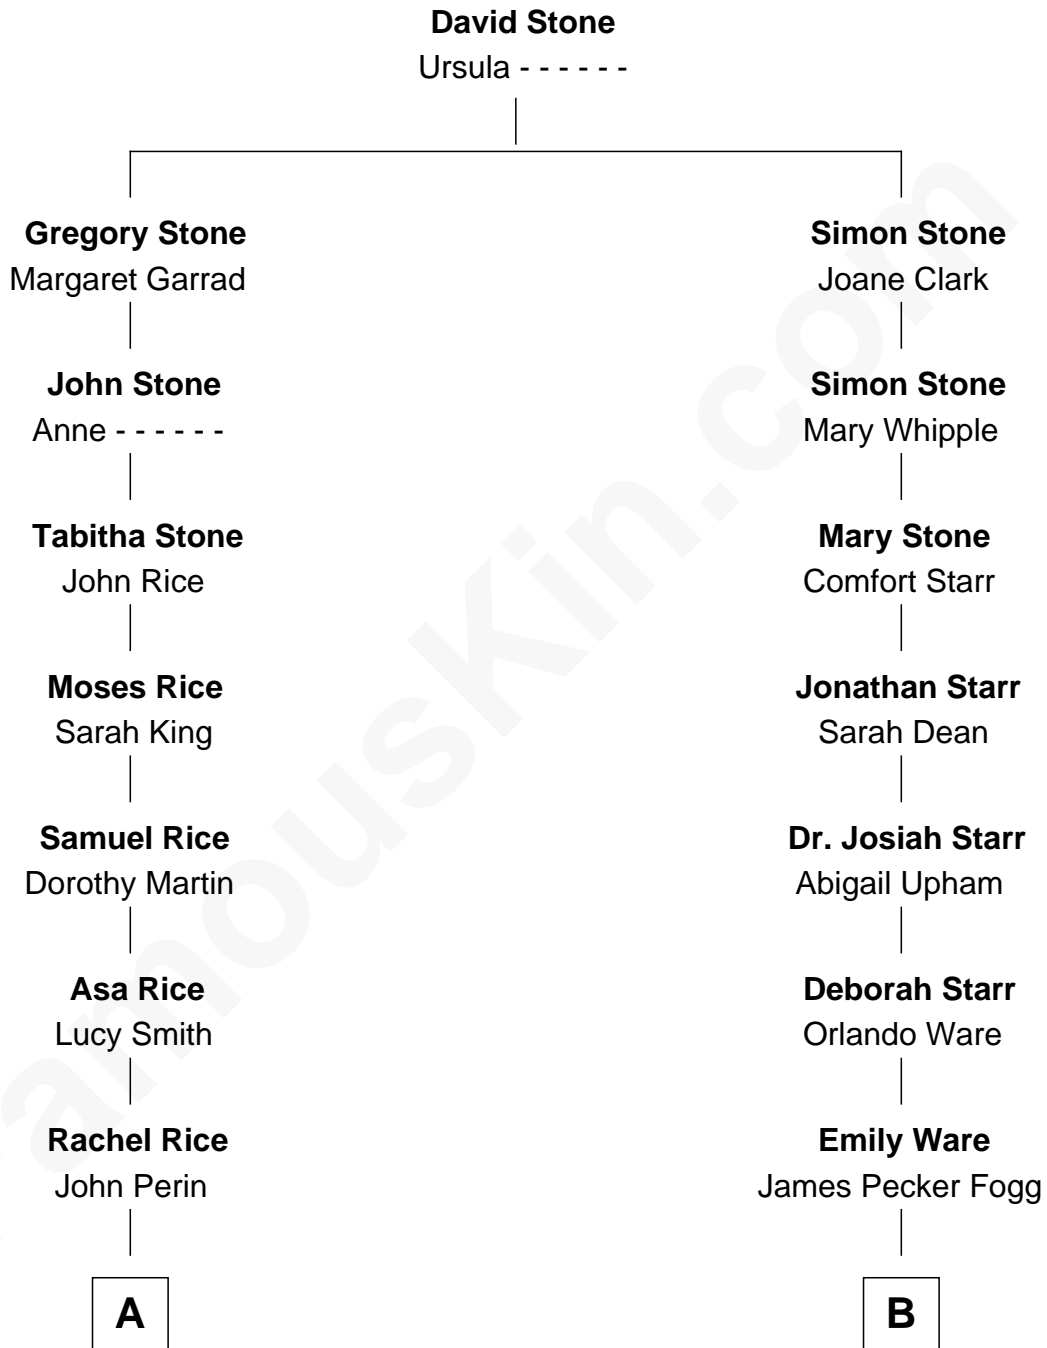 David Stone
Ursula - - - - - -
Gregory Stone
Margaret Garrad
Simon Stone
Joane Clark
John Stone
Anne - - - - - -
Simon Stone
Mary Whipple
Tabitha Stone
John Rice
Mary Stone
Comfort Starr
Moses Rice
Sarah King
Jonathan Starr
Sarah Dean
Samuel Rice
Dorothy Martin
Dr. Josiah Starr
Abigail Upham
Asa Rice
Lucy Smith
Deborah Starr
Orlando Ware
Rachel Rice
John Perin
Emily Ware
James Pecker Fogg
A
B
amouskin.com